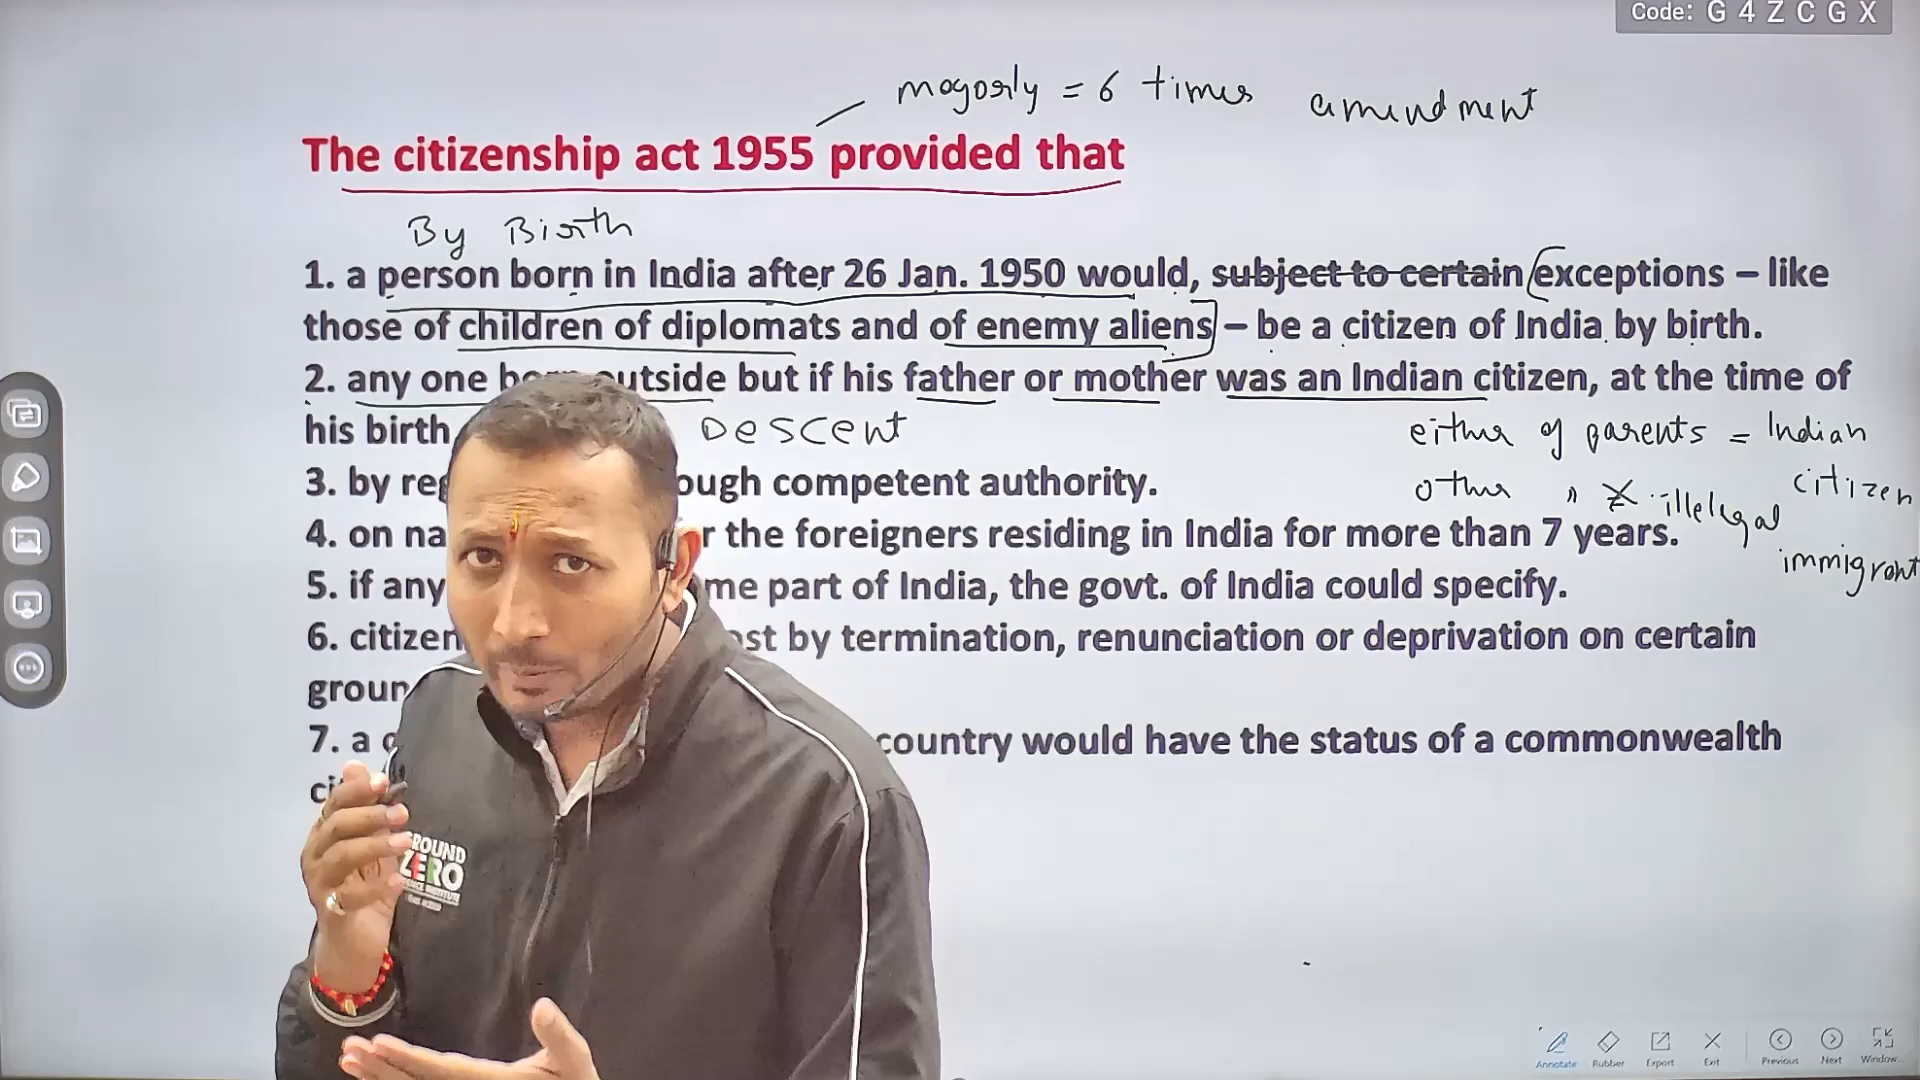 Code: G 4 Z C G X
mogorly = 6 times amendment
The citizenship act 1955 provided that
By Birth
1. a person born in India after 26 Jan. 1950 would, subject to certain exceptions – like
those of children of diplomats and of enemy aliens – be a citizen of India by birth.
2. any one born outside but if his father or mother was an Indian citizen, at the time of
his birth DESCENT either of parents = Indian
citizen
3. by reg ough competent authority.
other " X illelegal
immigrant
4. on na r the foreigners residing in India for more than 7 years.
5. if any me part of India, the govt. of India could specify.
6. citizen ost by termination, renunciation or deprivation on certain
groun
7. a country would have the status of a commonwealth
ci
GROUND
ZERO
Annotate Rubber Export Exit Previous Next Window...